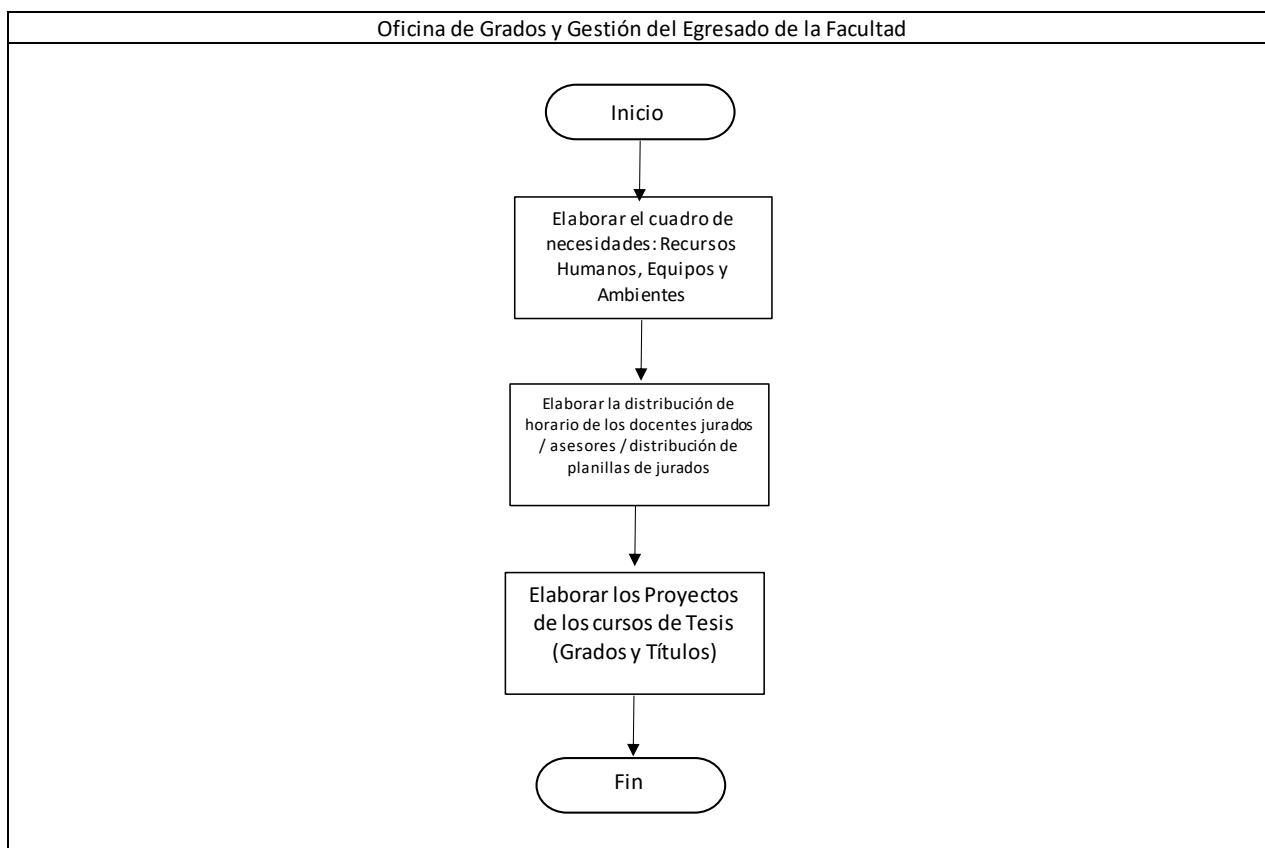 Oficina de Grados y Gestión del Egresado de la Facultad
Inicio
Elaborar el cuadro de
necesidades: Recursos
Humanos, Equipos y
Ambientes
Elaborar la distribución de
horario de los docentes jurados
/ asesores / distribución de
planillas de jurados
Elaborar los Proyectos
de los cursos de Tesis
(Grados y Títulos)
Fin